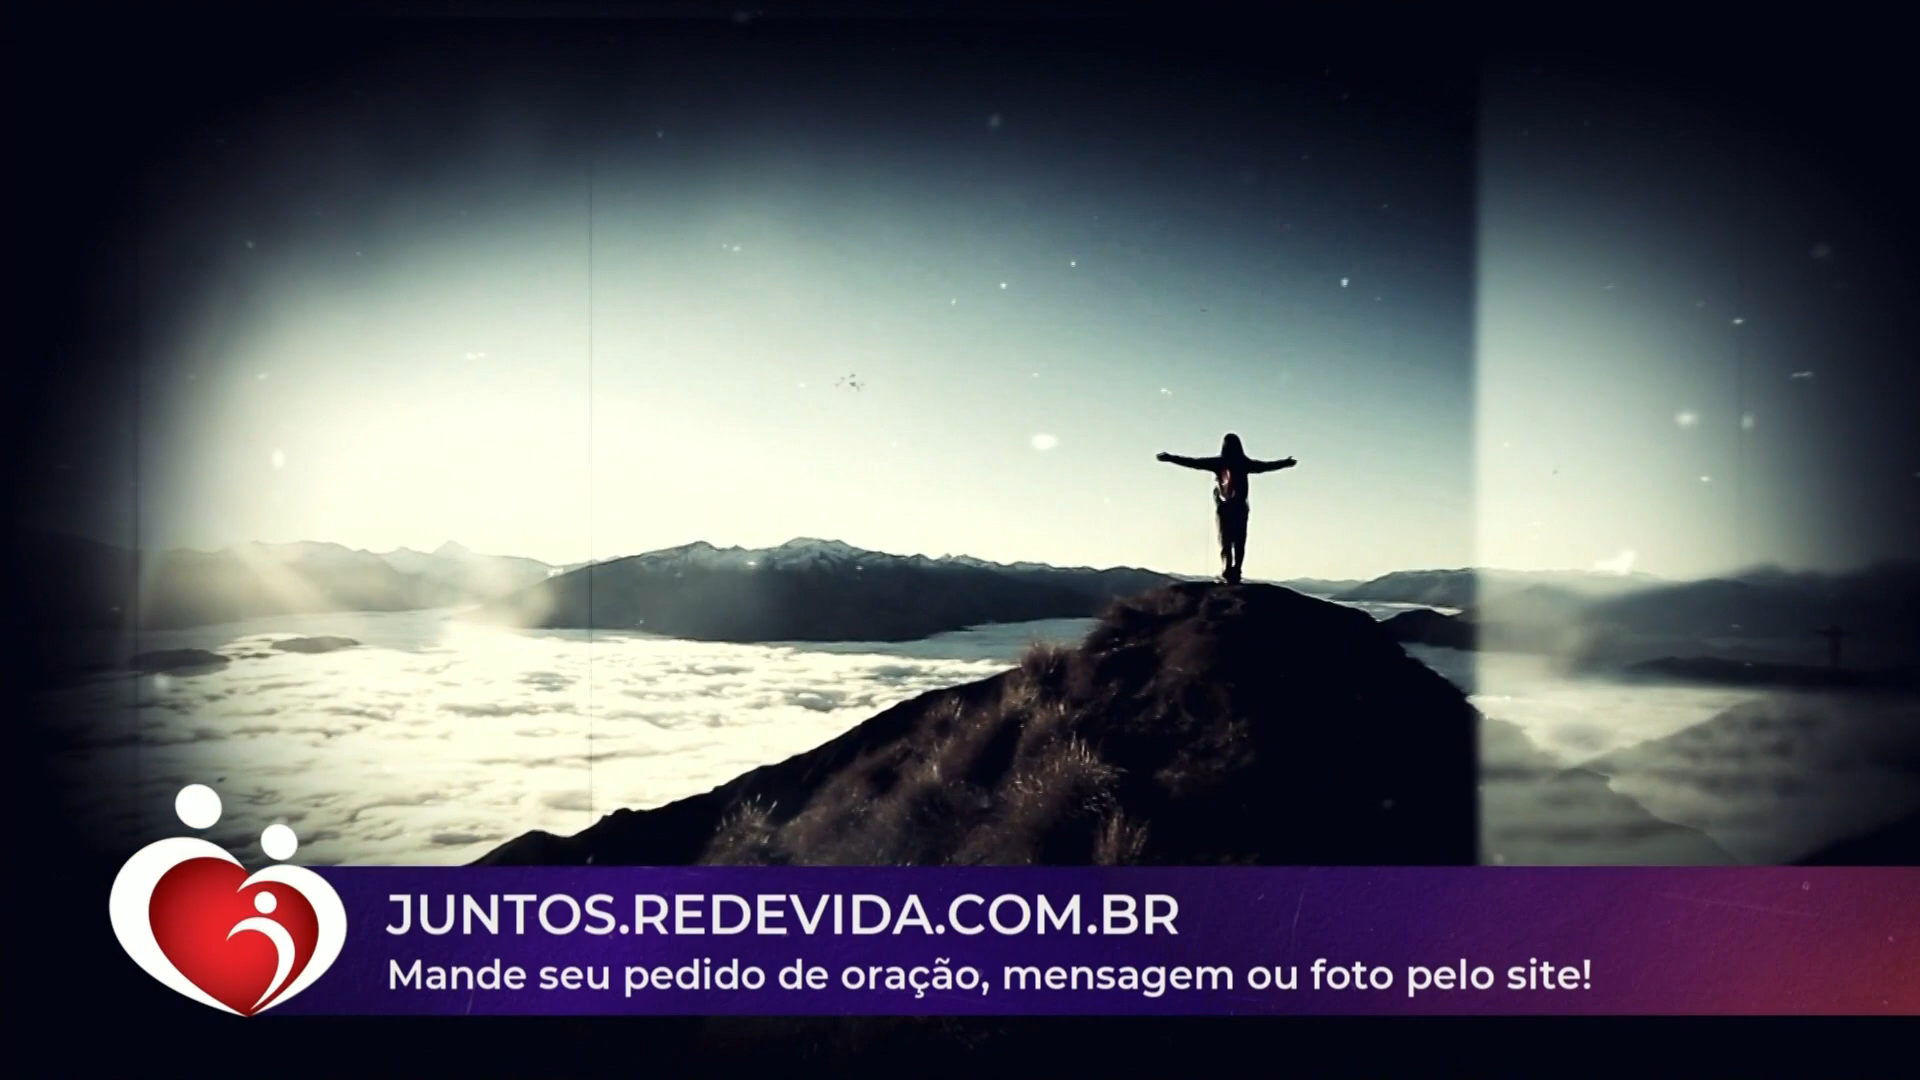 JUNTOS.REDEVIDA.COM.BR
Mande seu pedido de oração, mensagem ou foto pelo site!